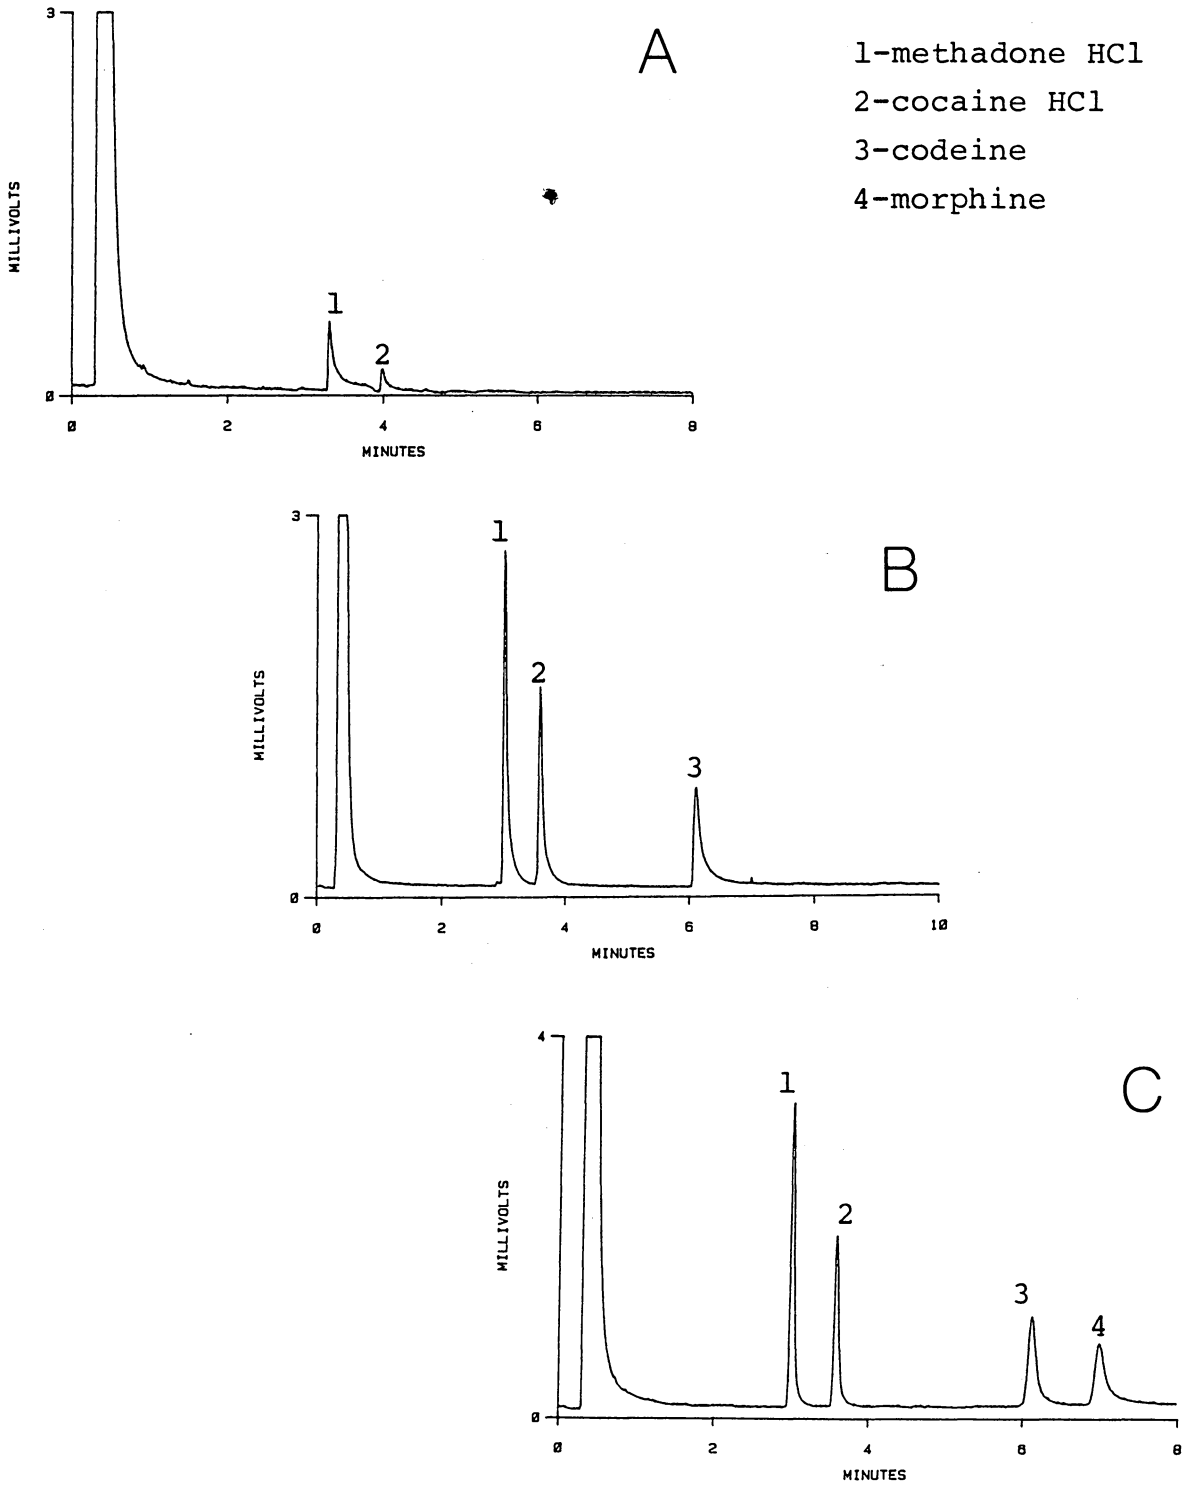 3
A
1-methadone HCl
2-cocaine HCl
3-codeine
4-morphine
MILLIVOLTS
1
2
0
0 2 4 6 8
MINUTES
3
1
B
2
MILLIVOLTS
3
0
0 2 4 6 8 10
MINUTES
4
1
C
MILLIVOLTS
2
3
4
0
0 2 4 6 8
MINUTES